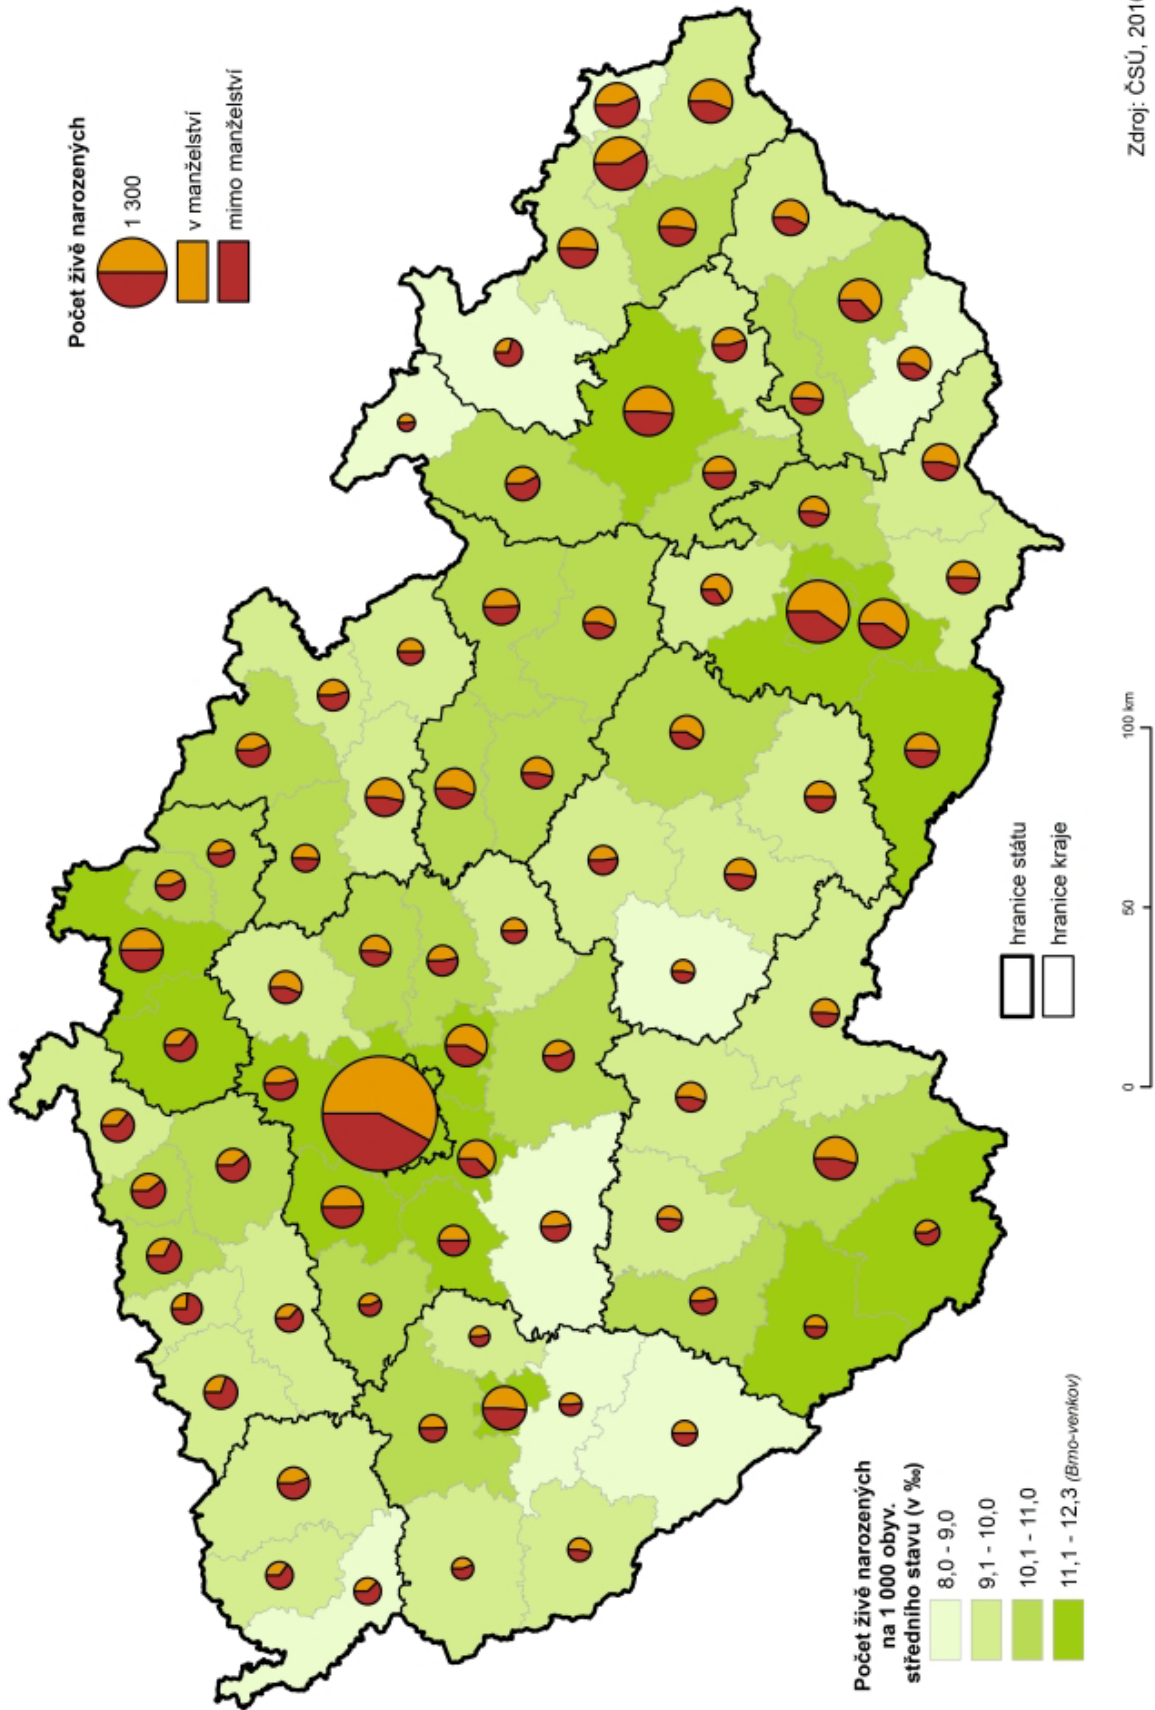 Počet živě narozených
1 300
v manželství
mimo manželství
Počet živě narozených
na 1 000 obyv.
středního stavu (v ‰)
8,0 - 9,0
9,1 - 10,0
10,1 - 11,0
11,1 - 12,3 (Brno-venkov)
hranice státu
hranice kraje
0 50 100 km
Zdroj: ČSÚ,